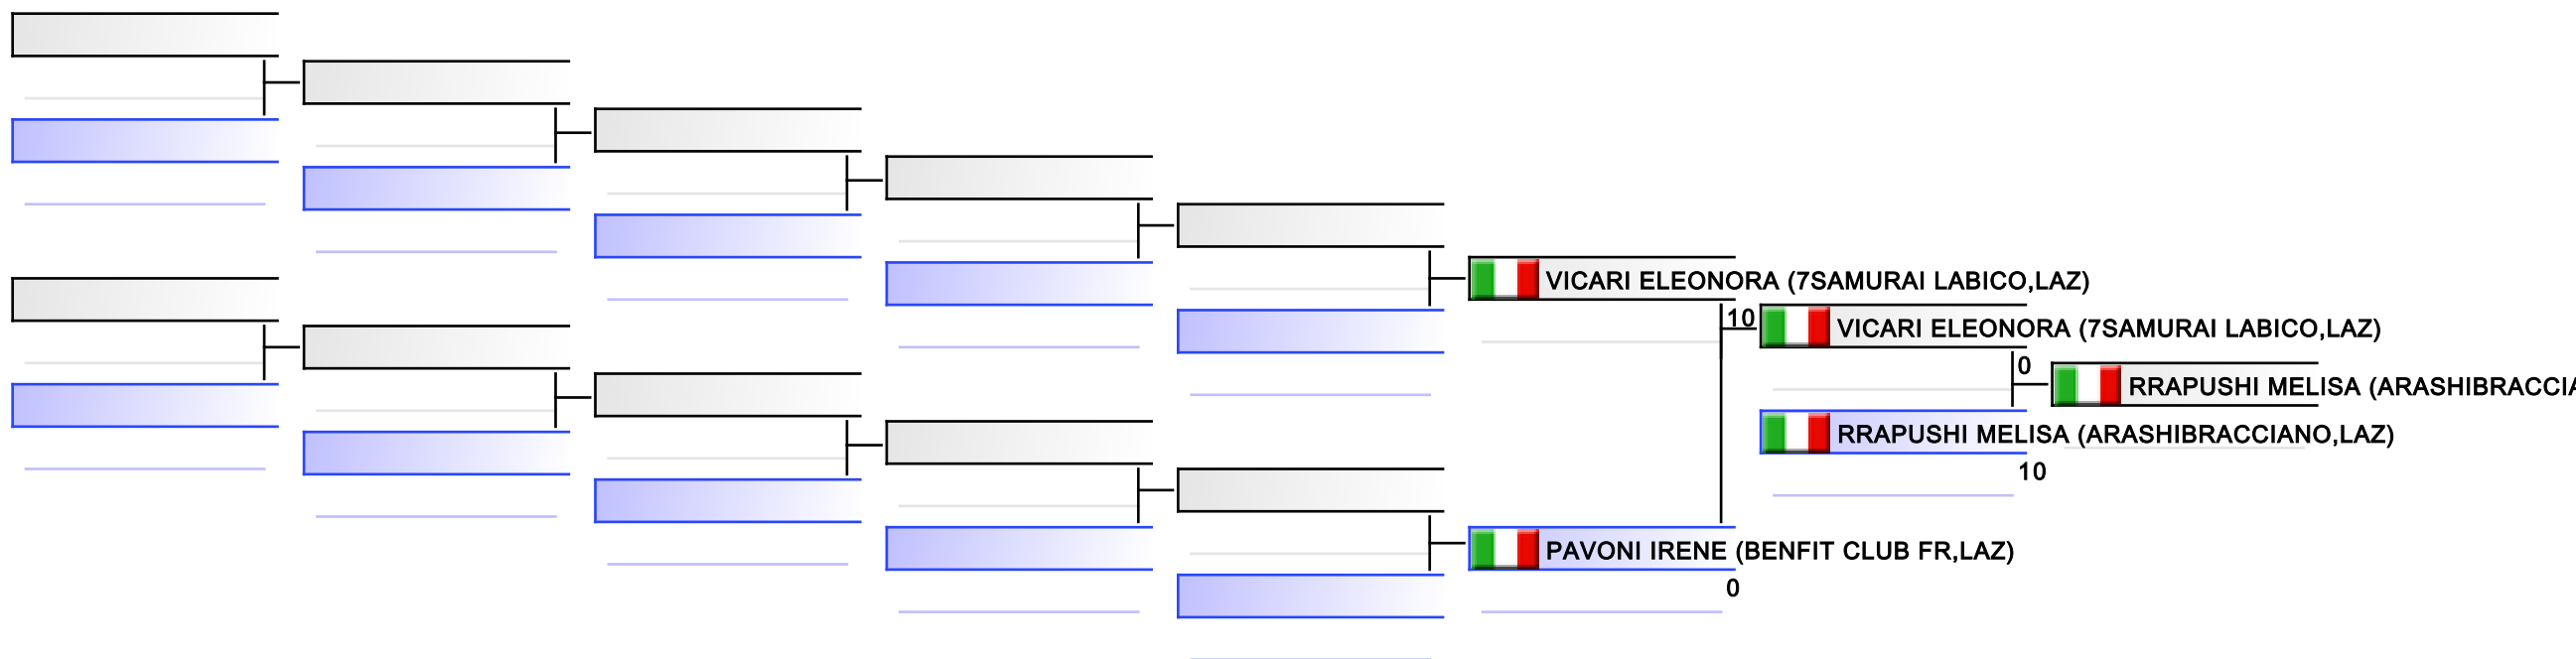 VICARI ELEONORA (7SAMURAI LABICO,LAZ)
10
VICARI ELEONORA (7SAMURAI LABICO,LAZ)
0
RRAPUSHI MELISA (ARASHIBRACCIA
RRAPUSHI MELISA (ARASHIBRACCIANO,LAZ)
10
PAVONI IRENE (BENFIT CLUB FR,LAZ)
0